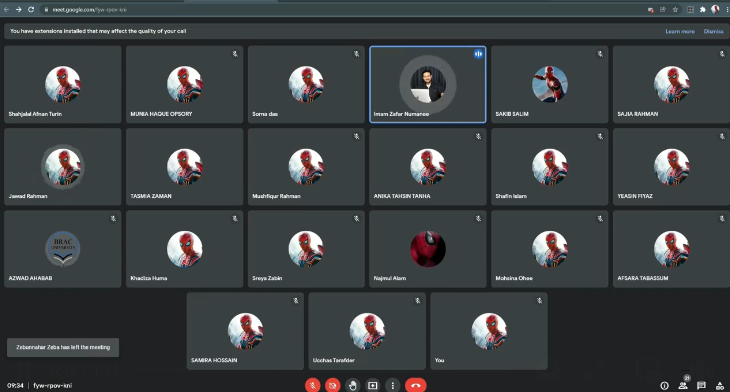 meet.google.com/fyw-rpov-kni
You have extensions installed that may affect the quality of your call
Learn more
Dismiss
Shahjalal Afnan Turin
MUNIA HAQUE OPSORY
Soma das
Imam Zafar Numanee
SAKIB SALIM
SAJIA RAHMAN
Jawad Rahman
TASMIA ZAMAN
Mushfiqur Rahman
ANIKA TAHSIN TANHA
Shafin Islam
YEASIN FIYAZ
BRAC
UNIVERSITY
AZWAD AHABAB
Khadiza Huma
Sreya Zabin
Najmul Alam
Mohsina Ohee
AFSARA TABASSUM
SAMIRA HOSSAIN
Ucchas Tarafder
You
Zebannahar Zeba has left the meeting
09:34
fyw-rpov-kni
21